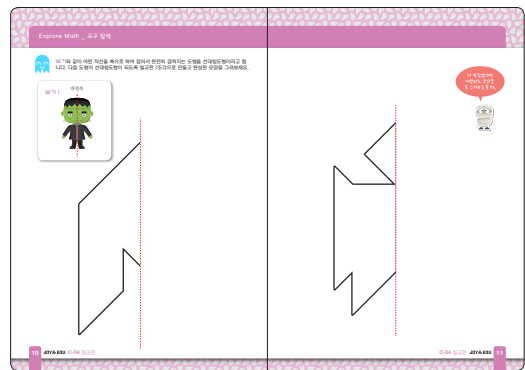 Explore Math _ 교구 탐색
보기와 같이 어떤 직선을 축으로 하여 접어서 완전히 겹쳐지는 도형을 선대칭도형이라고 합
니다. 다음 도형이 선대칭도형이 되도록 칠교판 7조각으로 만들고 완성된 모양을 그려보세요.
보기
대칭축
10 JOY& EDU C-04 칠교판
C-04 칠교판 JOY& EDU 11